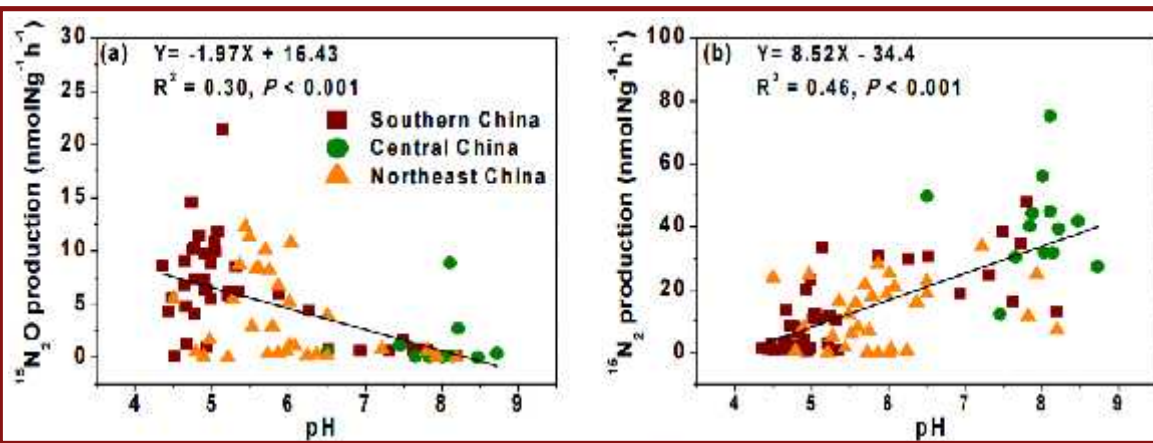 ¹⁵N₂O production (nmolNg⁻¹h⁻¹)
30
25
20
15
10
5
0
(a) Y= -1.97X + 16.43
R² = 0.30, P < 0.001
Southern China
Central China
Northeast China
4 5 6 7 8 9
pH
¹⁵N₂ production (nmolNg⁻¹h⁻¹)
100
80
60
40
20
0
(b) Y= 8.52X - 34.4
R² = 0.46, P < 0.001
4 5 6 7 8 9
pH